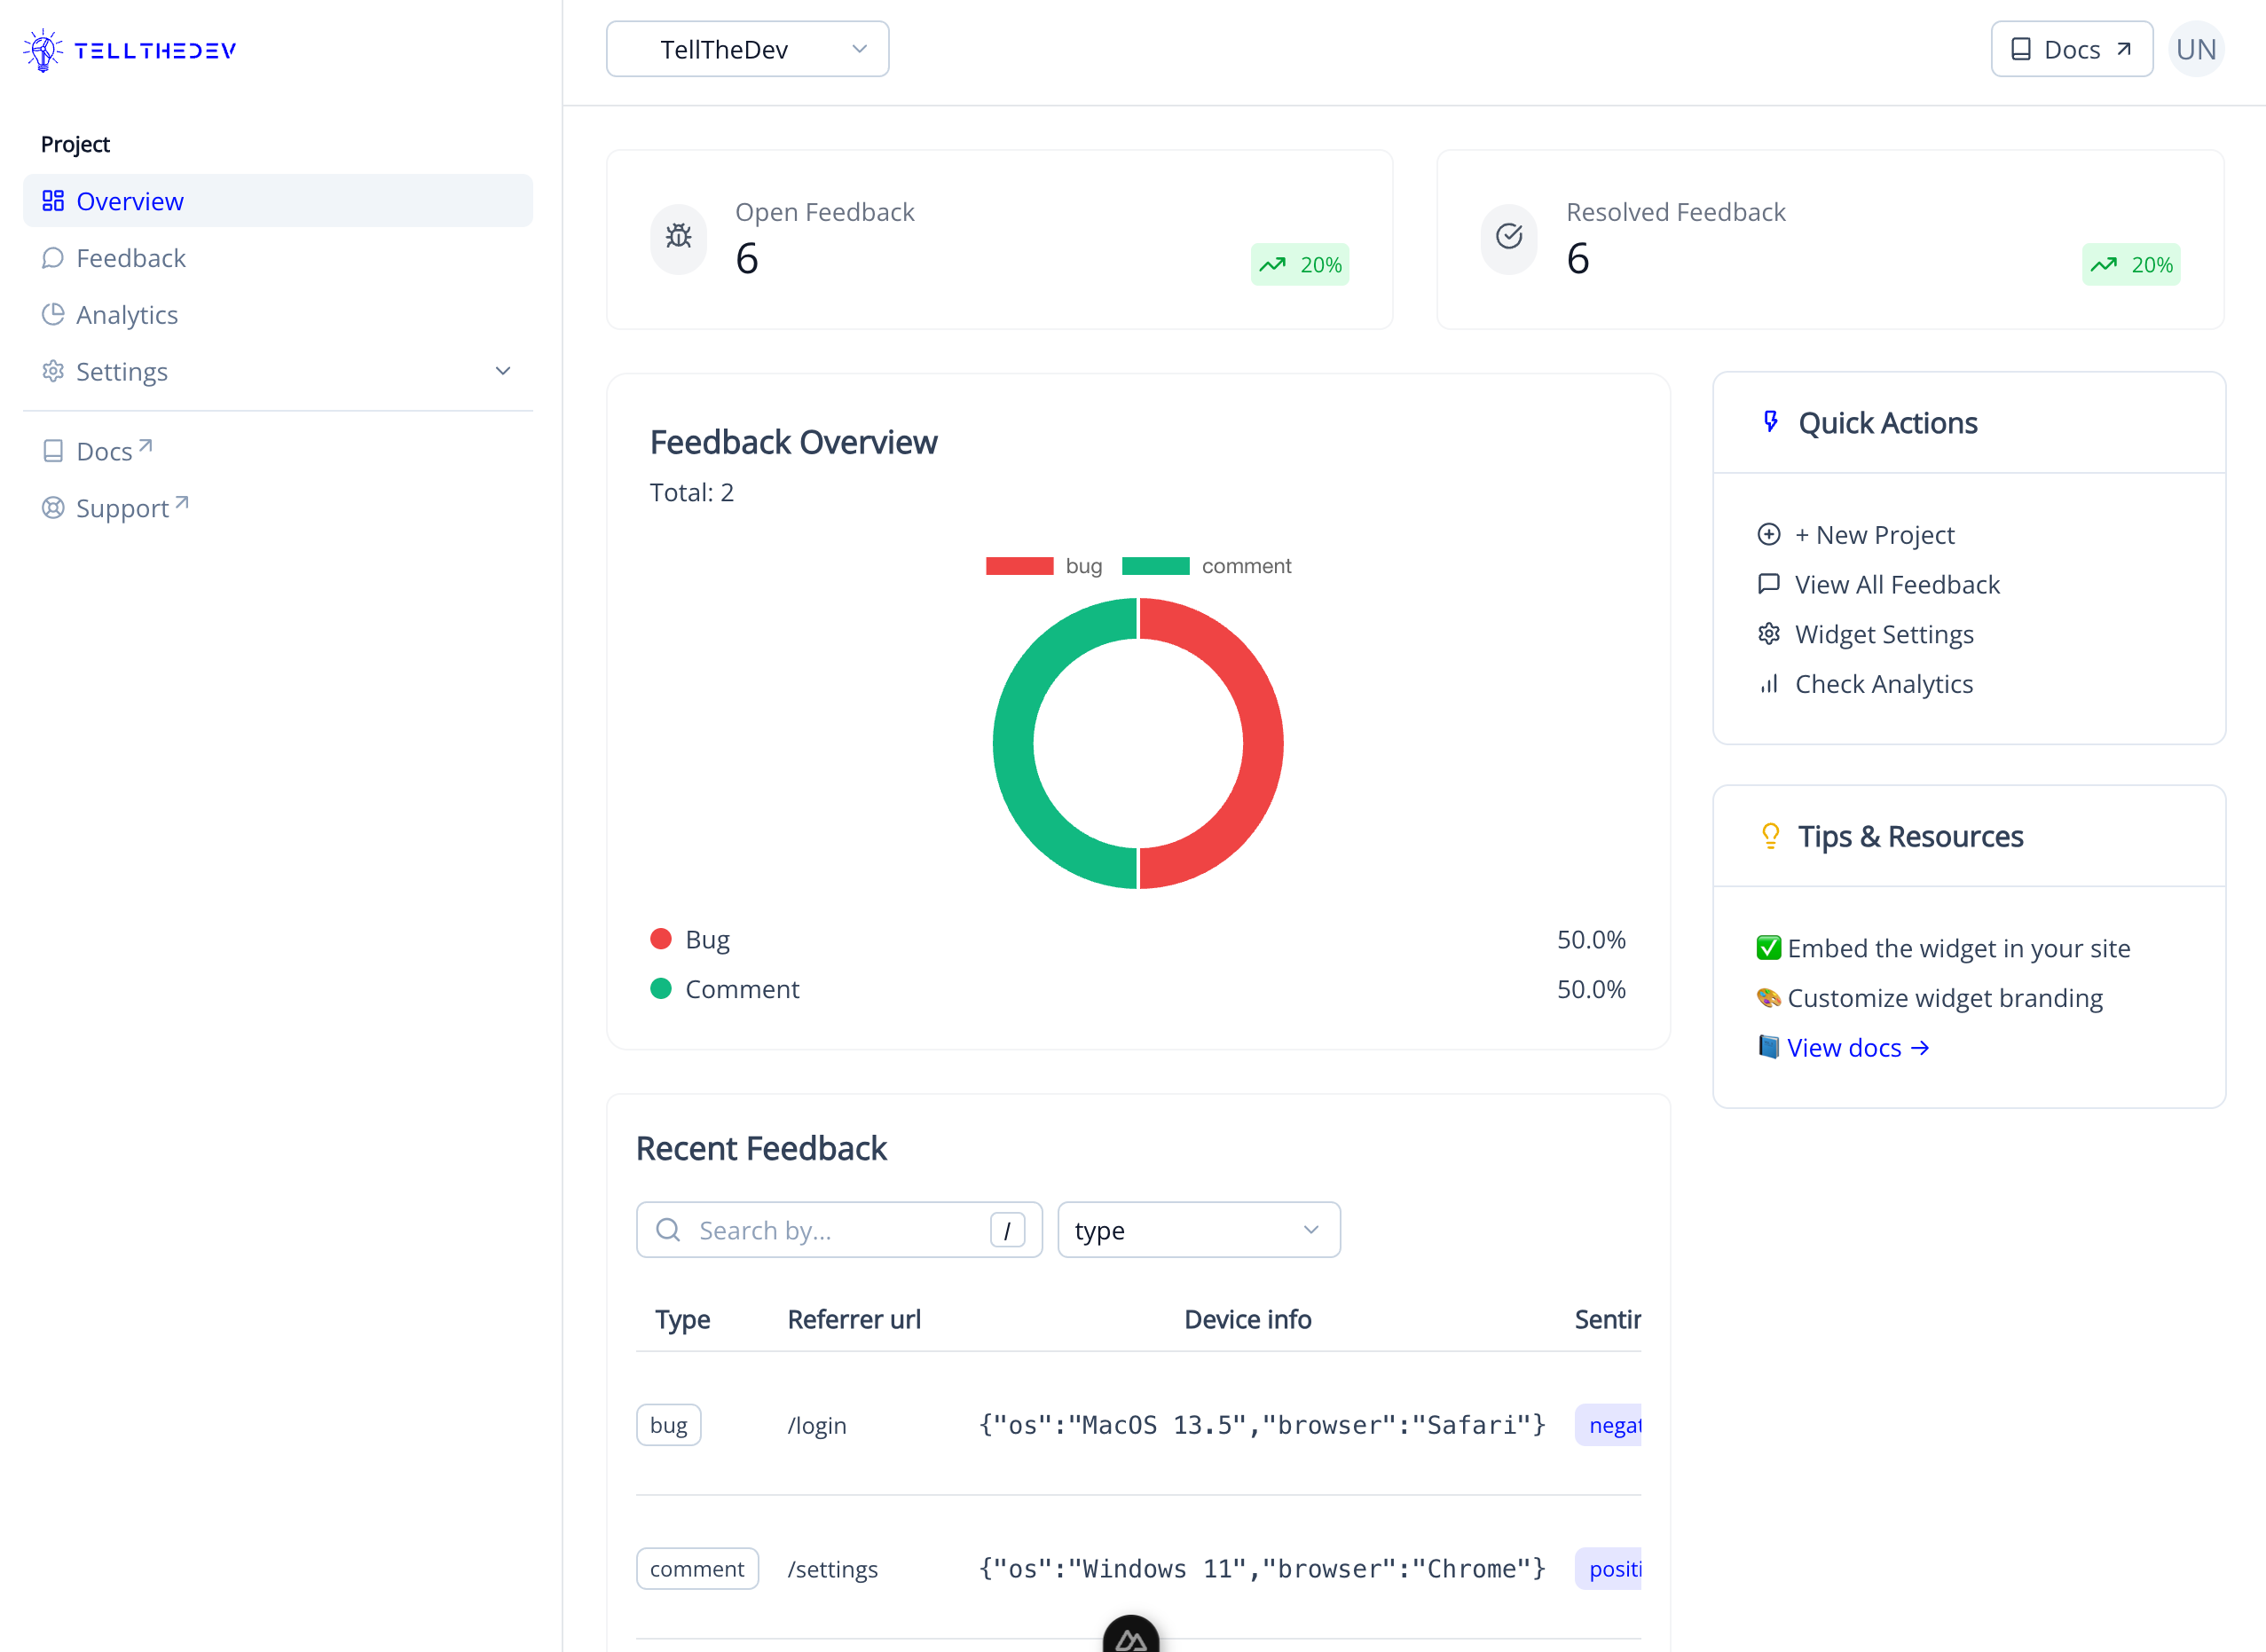 TELLTHEDEV
TellTheDev
Docs
UN
Project
Overview
Feedback
Analytics
Settings
Docs
Support
Open Feedback
6
20%
Resolved Feedback
6
20%
Feedback Overview
Total: 2
bug comment
Bug 50.0%
Comment 50.0%
Quick Actions
+ New Project
View All Feedback
Widget Settings
Check Analytics
Tips & Resources
Embed the widget in your site
Customize widget branding
View docs →
Recent Feedback
Search by... /
type
Type Referrer url Device info Sentin
bug /login {"os":"MacOS 13.5","browser":"Safari"} negat
comment /settings {"os":"Windows 11","browser":"Chrome"} positi